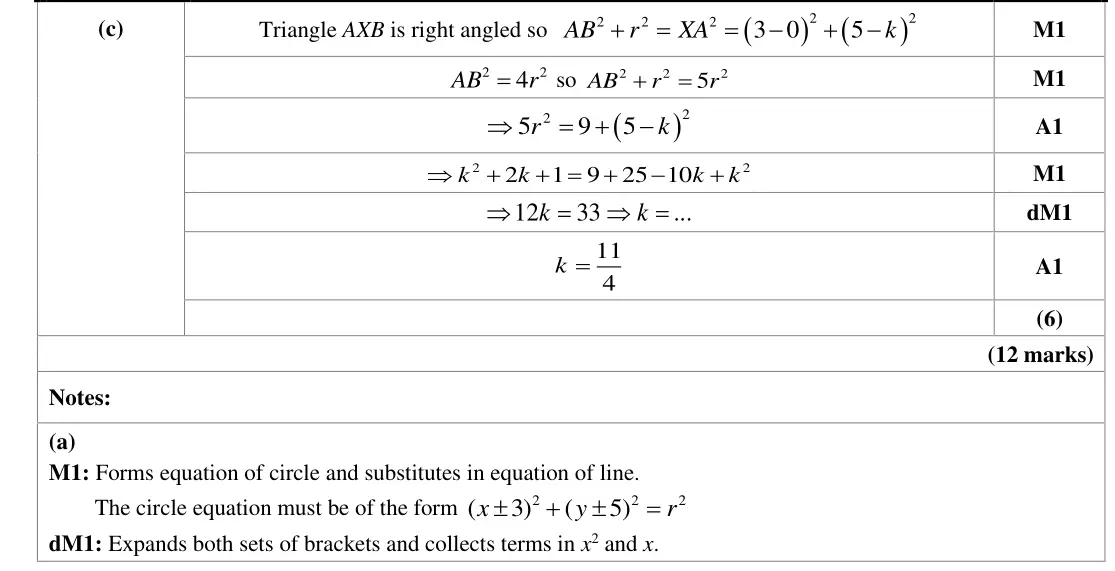 (c) Triangle AXB is right angled so AB² + r² = XA² = (3 − 0)² + (5 − k)² M1
AB² = 4r² so AB² + r² = 5r² M1
⇒ 5r² = 9 + (5 − k)² A1
⇒ k² + 2k + 1 = 9 + 25 − 10k + k² M1
⇒ 12k = 33 ⇒ k = ... dM1
k = 11/4 A1
(6)
(12 marks)
Notes:
(a)
M1: Forms equation of circle and substitutes in equation of line.
The circle equation must be of the form (x ± 3)² + (y ± 5)² = r²
dM1: Expands both sets of brackets and collects terms in x² and x.